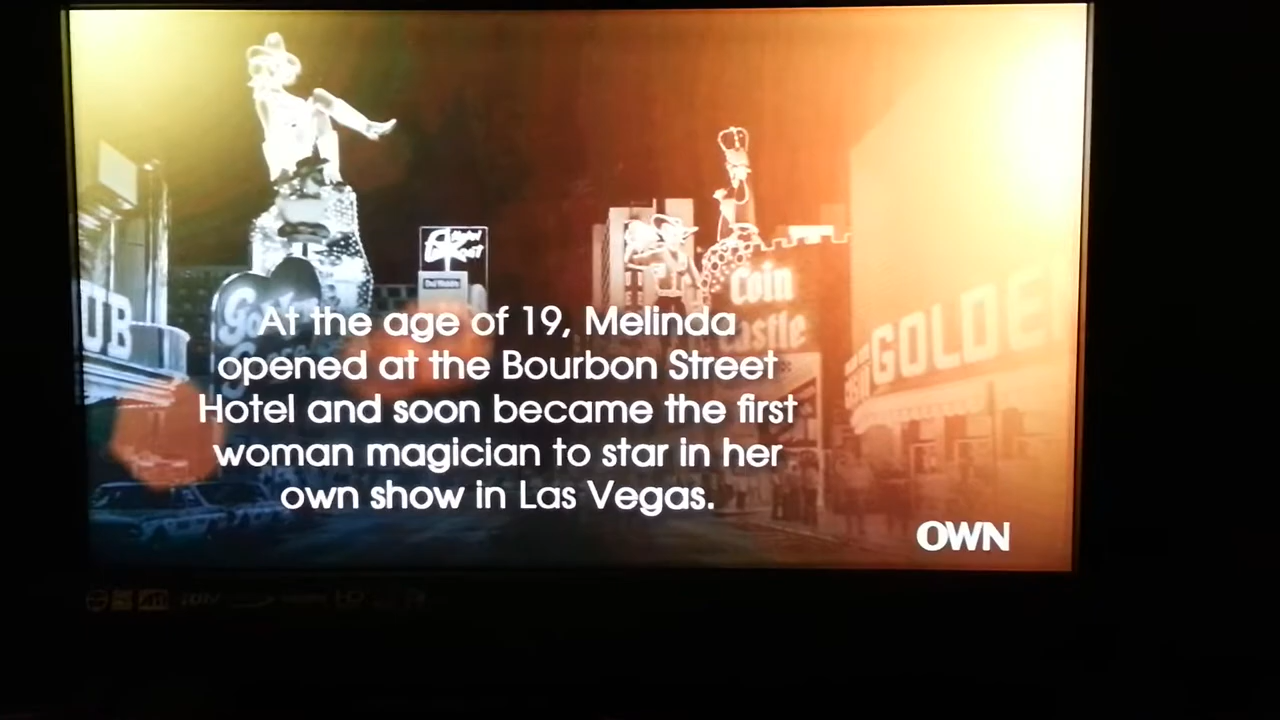 At the age of 19, Melinda
opened at the Bourbon Street
Hotel and soon became the first
woman magician to star in her
own show in Las Vegas.
Coin
Castle
GOLDE
UB
OWN